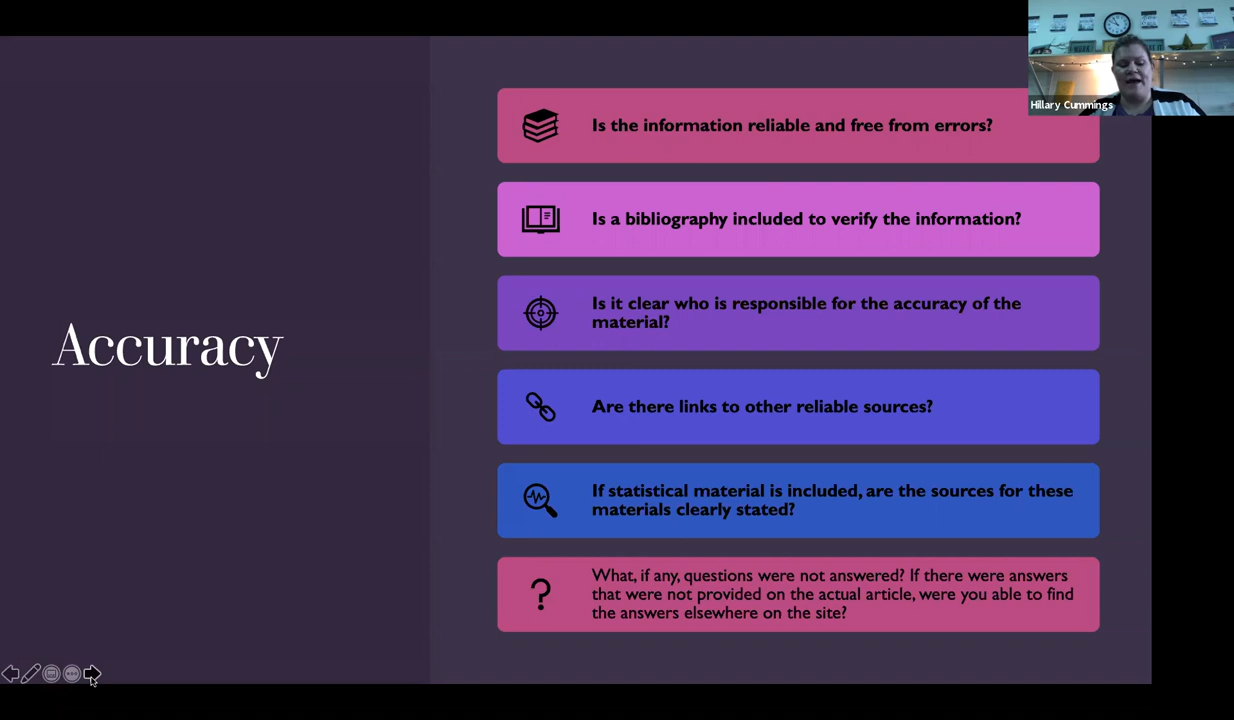 Hillary Cummings
Accuracy
Is the information reliable and free from errors?
Is a bibliography included to verify the information?
Is it clear who is responsible for the accuracy of the
material?
Are there links to other reliable sources?
If statistical material is included, are the sources for these
materials clearly stated?
What, if any, questions were not answered? If there were answers
that were not provided on the actual article, were you able to find
the answers elsewhere on the site?